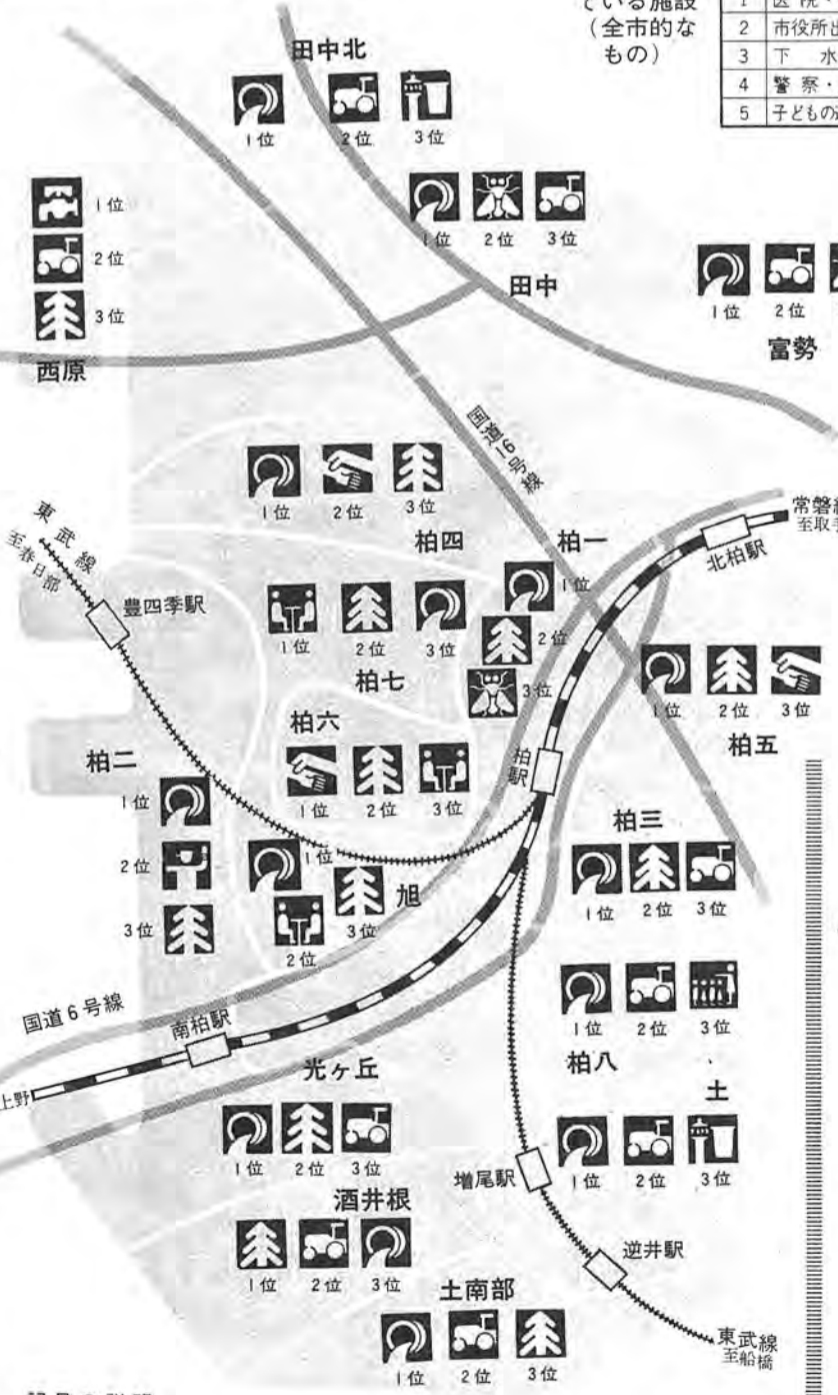 ている施設
(全市的な
もの)
1
2 市役所出
3 下水
4 警察・
5 子どもの
田中北
1位 2位 3位
1位
2位
3位
西原
1位 2位 3位
田中
1位 2位
富勢
国道16号線
1位 2位 3位
柏四
東武線
至春日部
豊四季駅
常磐線
至取手
北柏駅
柏一
1位
2位
3位
1位 2位 3位
柏七
柏六
1位 2位 3位
柏駅
1位 2位 3位
柏五
柏二
1位
2位
3位
1位
2位
3位
旭
柏三
1位 2位 3位
国道6号線
南柏駅
上野
1位 2位 3位
柏八
光ヶ丘
1位 2位 3位
土
1位 2位 3位
増尾駅
酒井根
1位 2位 3位
逆井駅
土南部
1位 2位 3位
東武線
至船橋